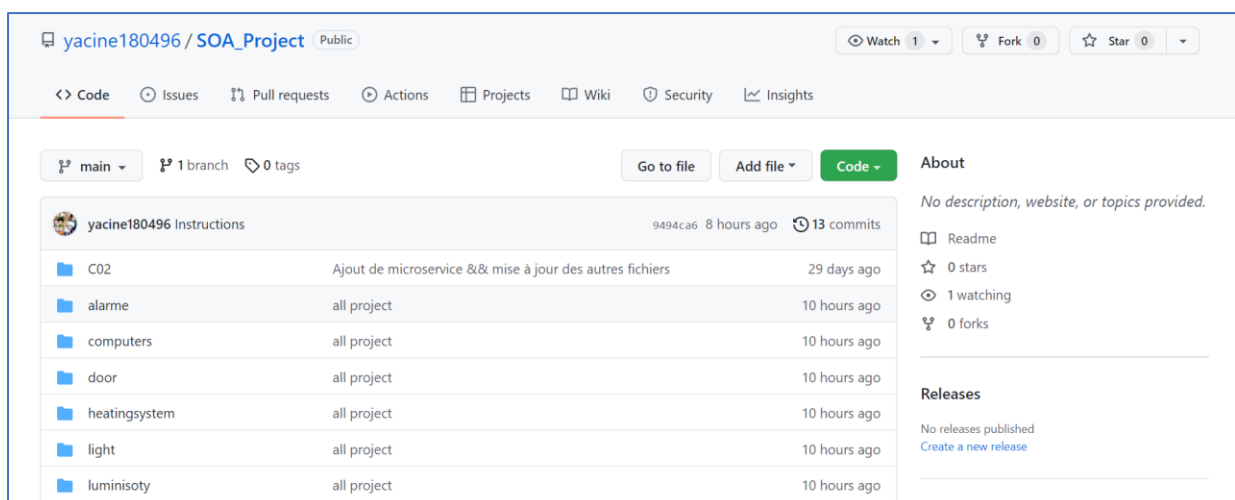 yacine180496 / SOA_Project Public
Watch 1 Fork 0 Star 0
<> Code Issues Pull requests Actions Projects Wiki Security Insights
main 1 branch 0 tags Go to file Add file Code
yacine180496 Instructions 9494ca6 8 hours ago 13 commits
C02 Ajout de microservice && mise à jour des autres fichiers 29 days ago
alarme all project 10 hours ago
computers all project 10 hours ago
door all project 10 hours ago
heatingsystem all project 10 hours ago
light all project 10 hours ago
luminisoty all project 10 hours ago
About
No description, website, or topics provided.
Readme
0 stars
1 watching
0 forks
Releases
No releases published
Create a new release